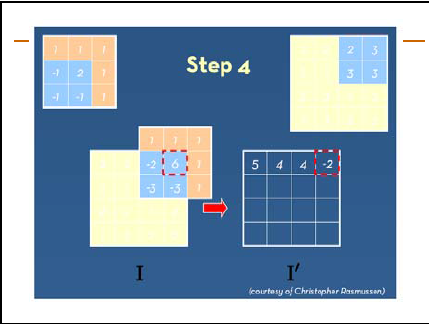 1 1 1
-1 2 1
-1 -1 1
Step 4
2 3
3 3
1 1 1
-2 6 1
-3 -3 1
5 4 4 -2
I
I′
(courtesy of Christopher Rasmussen)